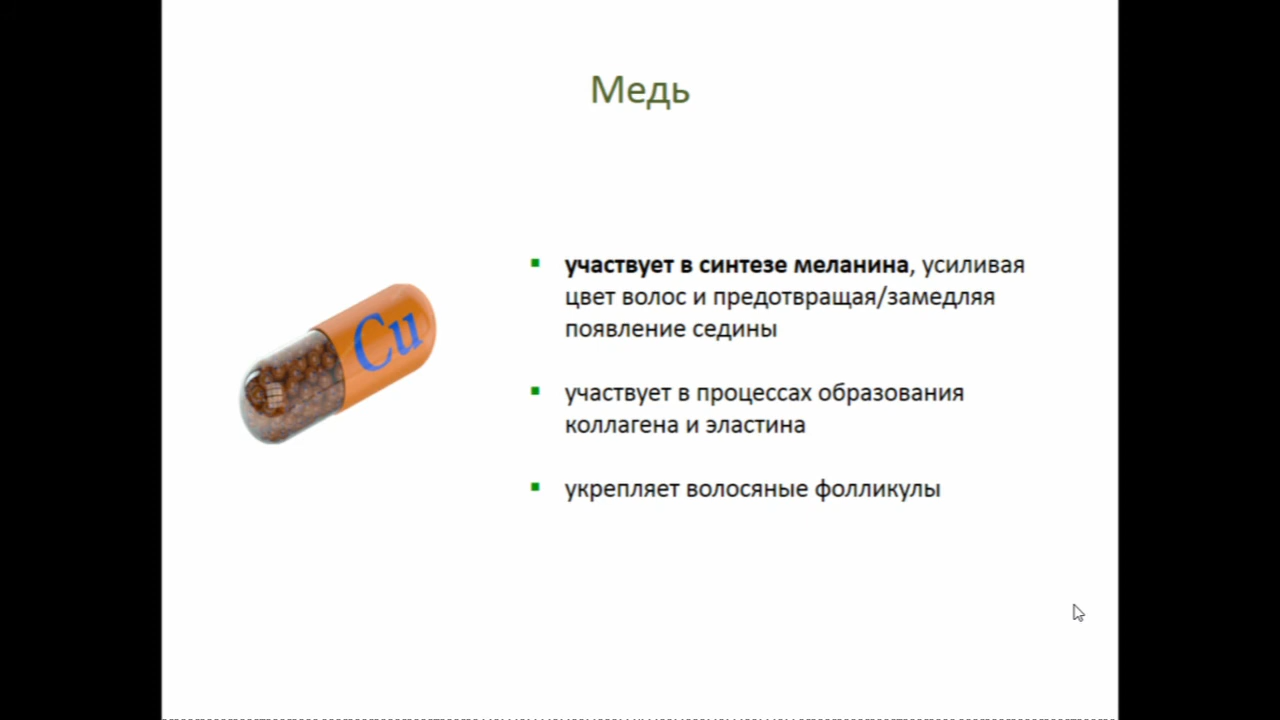 Медь
участвует в синтезе меланина, усиливая
цвет волос и предотвращая/замедляя
появление седины
участвует в процессах образования
коллагена и эластина
укрепляет волосяные фолликулы
Cu